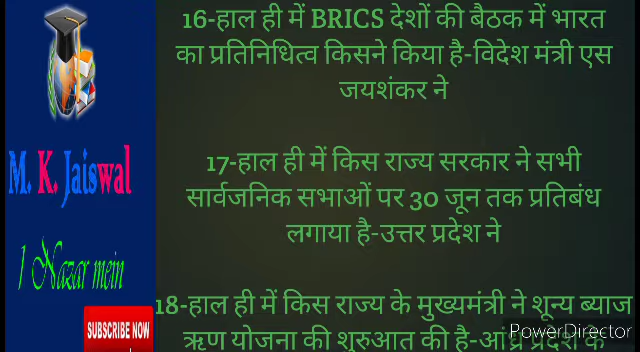 16-हाल ही में BRICS देशों की बैठक में भारत
का प्रतिनिधित्व किसने किया है-विदेश मंत्री एस
जयशंकर ने
17-हाल ही में किस राज्य सरकार ने सभी
सार्वजनिक सभाओं पर 30 जून तक प्रतिबंध
लगाया है-उत्तर प्रदेश ने
18-हाल ही में किस राज्य के मुख्यमंत्री ने शून्य ब्याज
ऋण योजना की शुरुआत की है-आंध्र प्रदेश के
M. K. Jaiswal
1 Nazar mein
SUBSCRIBE NOW
PowerDirector